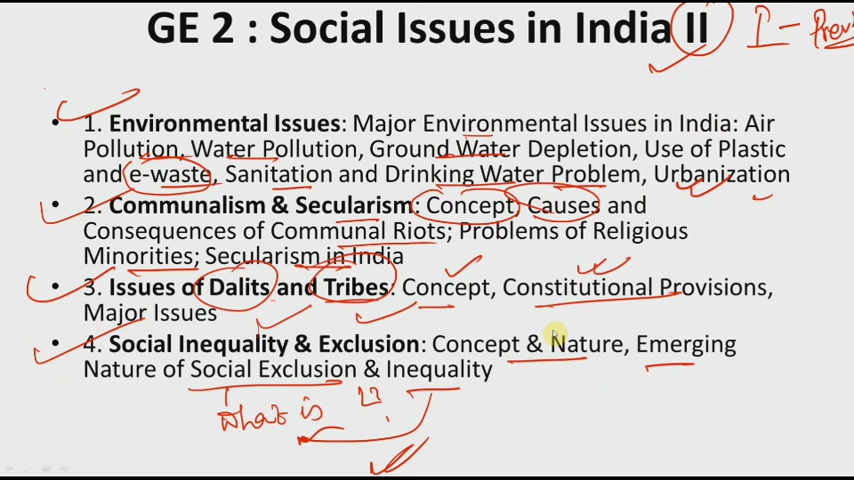 GE 2 : Social Issues in India II I - Prev
• 1. Environmental Issues: Major Environmental Issues in India: Air
Pollution, Water Pollution, Ground Water Depletion, Use of Plastic
and e-waste, Sanitation and Drinking Water Problem, Urbanization
• 2. Communalism & Secularism: Concept, Causes and
Consequences of Communal Riots; Problems of Religious
Minorities; Secularism in India
• 3. Issues of Dalits and Tribes: Concept, Constitutional Provisions,
Major Issues
• 4. Social Inequality & Exclusion: Concept & Nature, Emerging
Nature of Social Exclusion & Inequality
What is